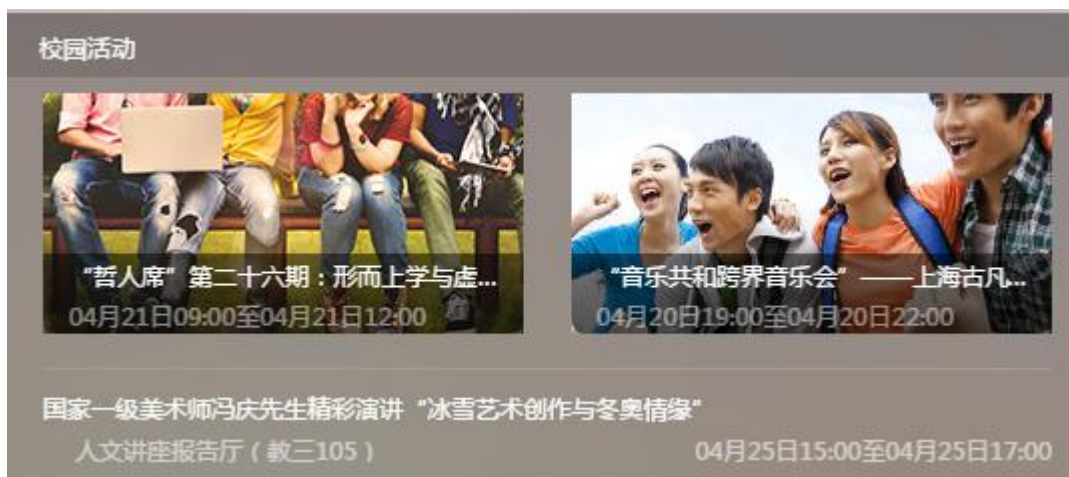 校园活动
“哲人席”第二十六期：形而上学与虚...
04月21日09:00至04月21日12:00
“音乐共和跨界音乐会”——上海古凡...
04月20日19:00至04月20日22:00
国家一级美术师冯庆先生精彩演讲“冰雪艺术创作与冬奥情缘”
人文讲座报告厅（教三105）
04月25日15:00至04月25日17:00